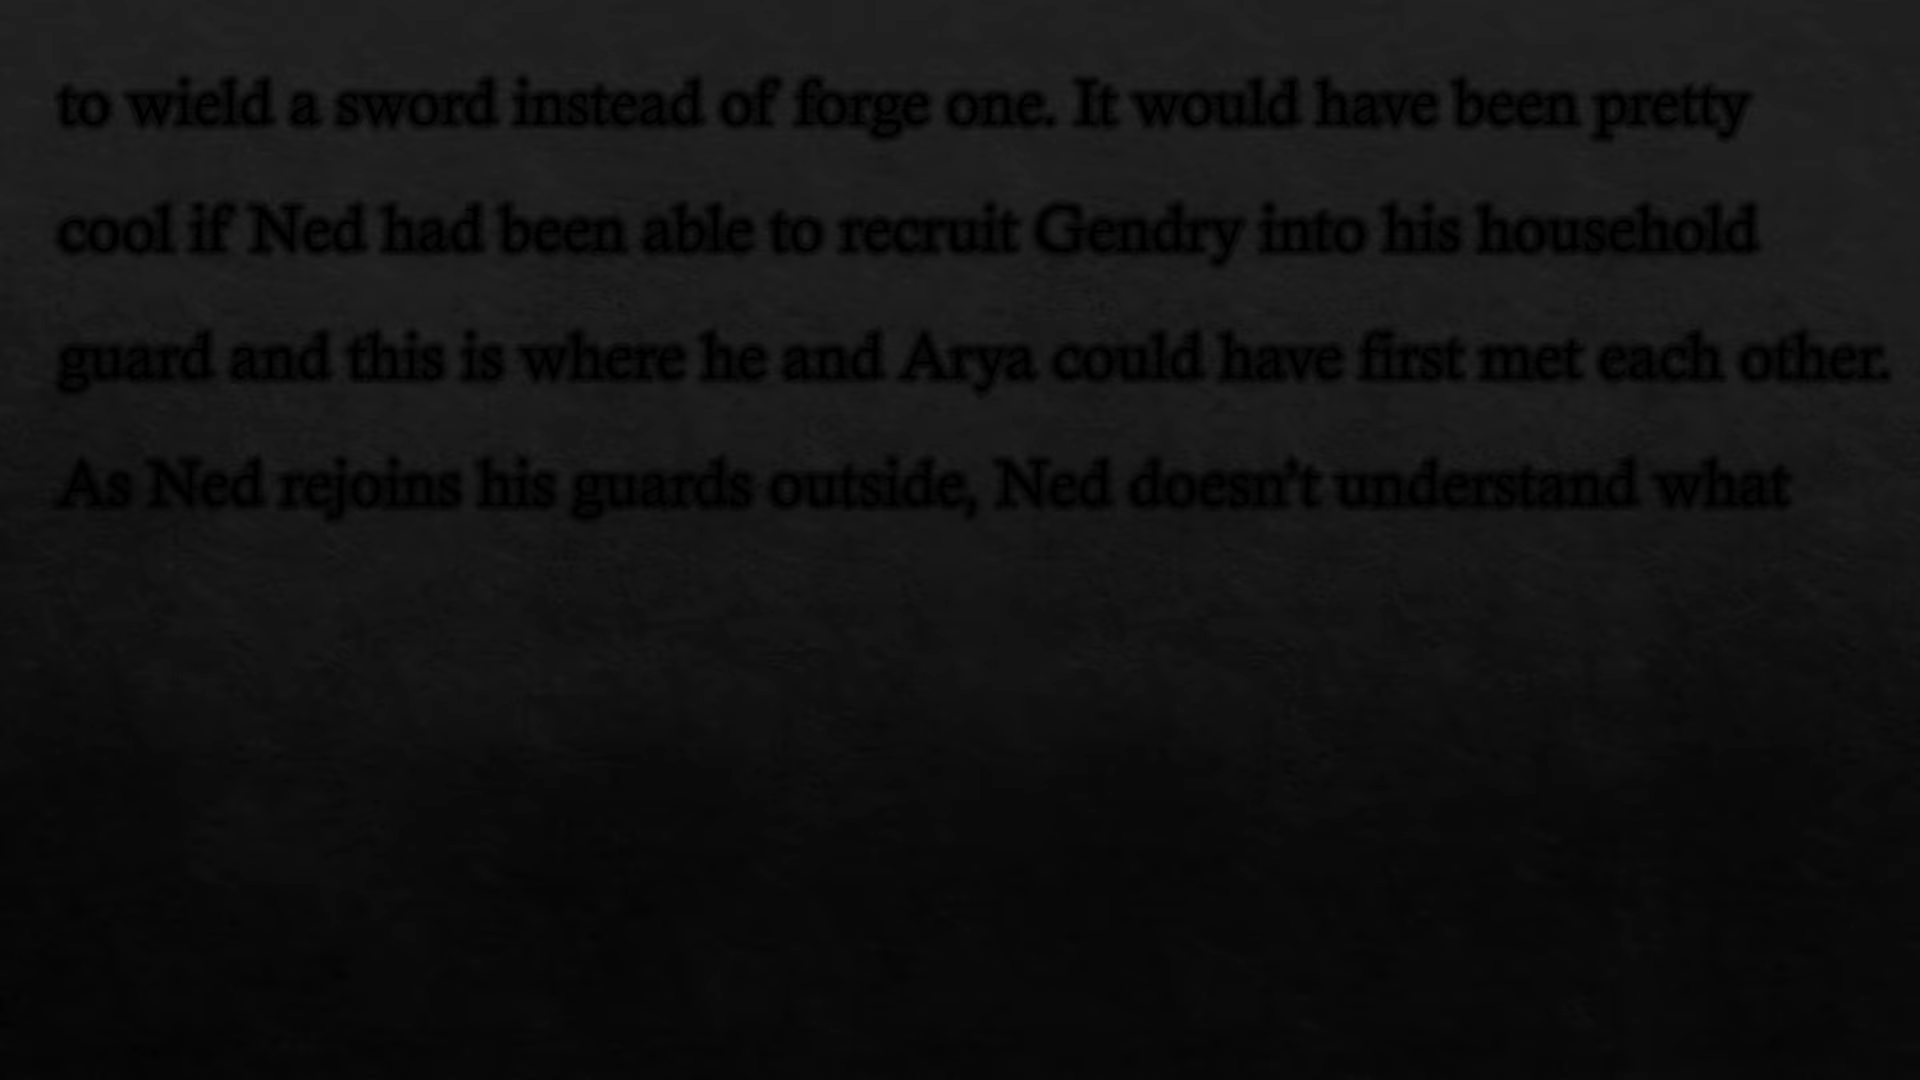 to wield a sword instead of forge one. It would have been pretty
cool if Ned had been able to recruit Gendry into his household
guard and this is where he and Arya could have first met each other.
As Ned rejoins his guards outside, Ned doesn't understand what